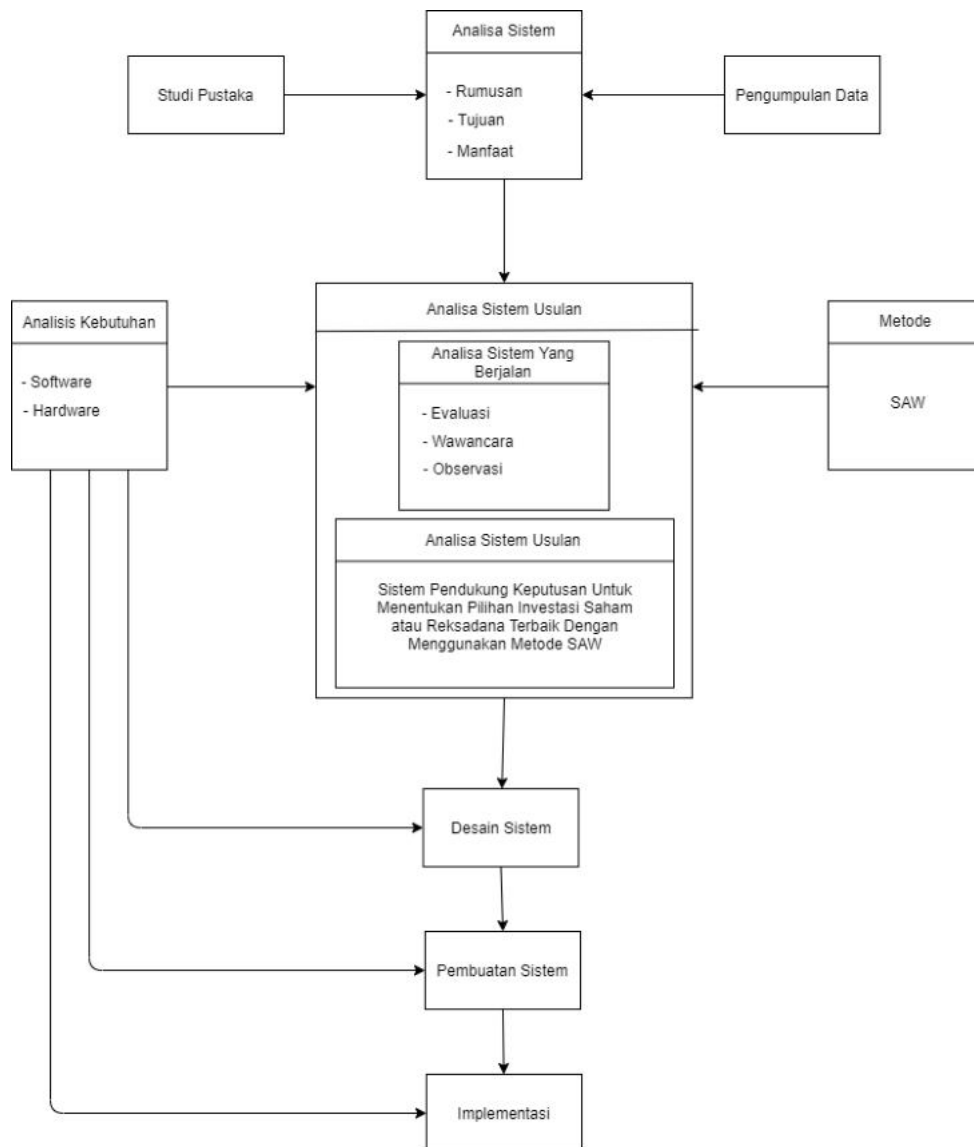 Analisa Sistem
Studi Pustaka
- Rumusan
- Tujuan
- Manfaat
Pengumpulan Data
Analisis Kebutuhan
- Software
- Hardware
Analisa Sistem Usulan
Analisa Sistem Yang
Berjalan
- Evaluasi
- Wawancara
- Observasi
Analisa Sistem Usulan
Sistem Pendukung Keputusan Untuk
Menentukan Pilihan Investasi Saham
atau Reksadana Terbaik Dengan
Menggunakan Metode SAW
Metode
SAW
Desain Sistem
Pembuatan Sistem
Implementasi